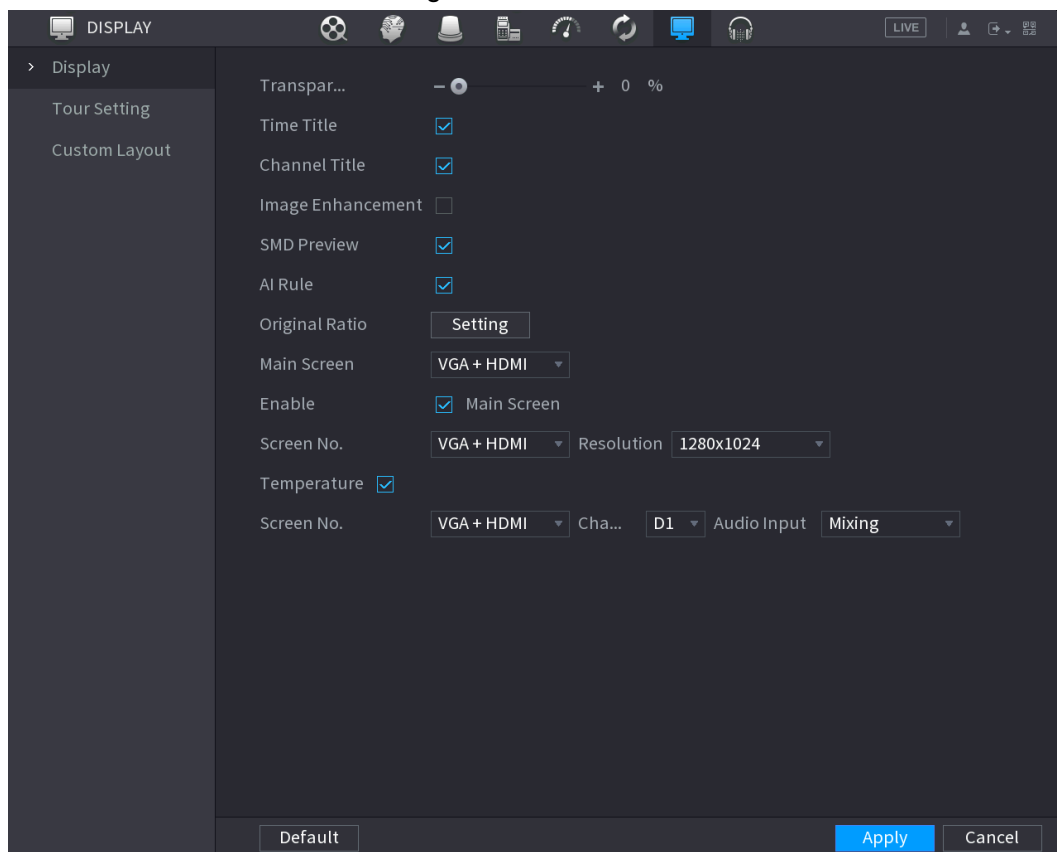 DISPLAY LIVE
> Display
Tour Setting
Custom Layout
Transpar... − + 0 %
Time Title
Channel Title
Image Enhancement
SMD Preview
AI Rule
Original Ratio Setting
Main Screen VGA + HDMI
Enable Main Screen
Screen No. VGA + HDMI Resolution 1280x1024
Temperature
Screen No. VGA + HDMI Cha... D1 Audio Input Mixing
Default Apply Cancel